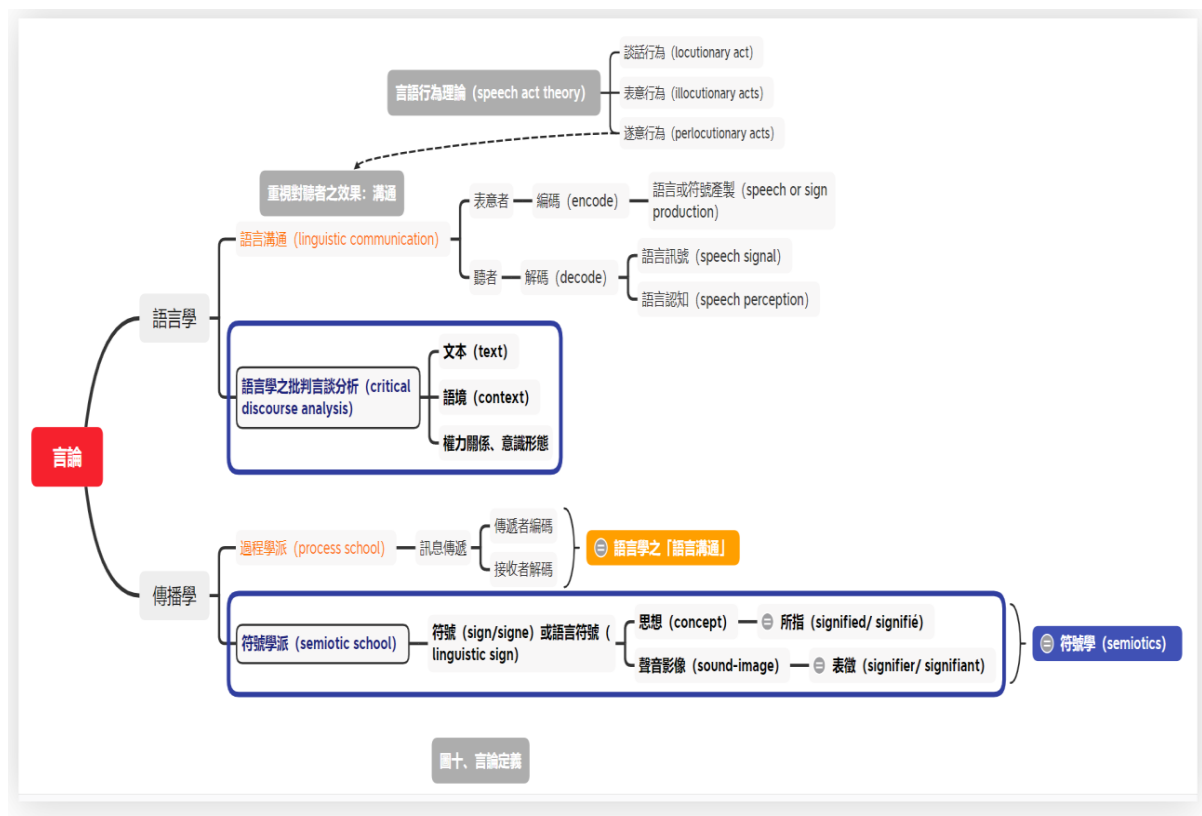 談話行為（locutionary act）
言語行為理論（speech act theory）
表意行為（illocutionary acts）
遂意行為（perlocutionary acts）
重視對聽者之效果：溝通
語言溝通（linguistic communication）
表意者
編碼（encode）
語言或符號產製（speech or sign
production）
聽者
解碼（decode）
語言訊號（speech signal）
語言認知（speech perception）
語言學
語言學之批判言談分析（critical
discourse analysis）
文本（text）
語境（context）
權力關係、意識形態
言論
傳播學
過程學派（process school）
訊息傳遞
傳遞者編碼
接收者解碼
= 語言學之「語言溝通」
符號學派（semiotic school）
符號（sign/signe）或語言符號（
linguistic sign）
思想（concept）
= 所指（signified/ signifié）
聲音影像（sound-image）
= 表徵（signifier/ signifiant）
= 符號學（semiotics）
圖十、言論定義